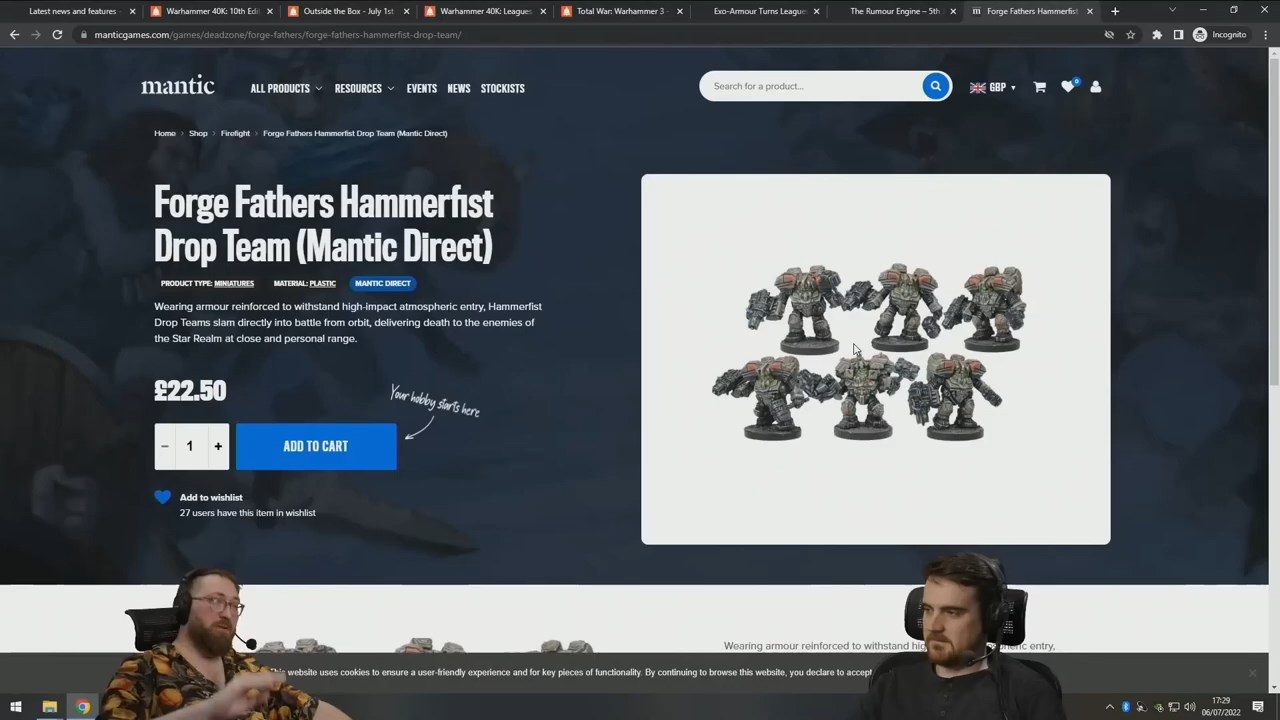 Latest news and features -
Warhammer 40K: 10th Edi
Outside the Box - July 1st
Warhammer 40K: Leagues
Total War: Warhammer 3 -
Exo-Armour Turns League
The Rumour Engine – 5th
Forge Fathers Hammerfist
manticgames.com/games/deadzone/forge-fathers/forge-fathers-hammerfist-drop-team/
Incognito
mantic
ALL PRODUCTS
RESOURCES
EVENTS
NEWS
STOCKISTS
Search for a product...
GBP
0
Home
Shop
Firefight
Forge Fathers Hammerfist Drop Team (Mantic Direct)
Forge Fathers Hammerfist
Drop Team (Mantic Direct)
PRODUCT TYPE: MINIATURES
MATERIAL: PLASTIC
MANTIC DIRECT
Wearing armour reinforced to withstand high-impact atmospheric entry, Hammerfist
Drop Teams slam directly into battle from orbit, delivering death to the enemies of
the Star Realm at close and personal range.
£22.50
Your hobby starts here
- 1 +
ADD TO CART
Add to wishlist
27 users have this item in wishlist
Wearing armour reinforced to withstand hig pheric entry,
This website uses cookies to ensure a user-friendly experience and for key pieces of functionality. By continuing to browse this website, you declare to accept
17:29
06/07/2022